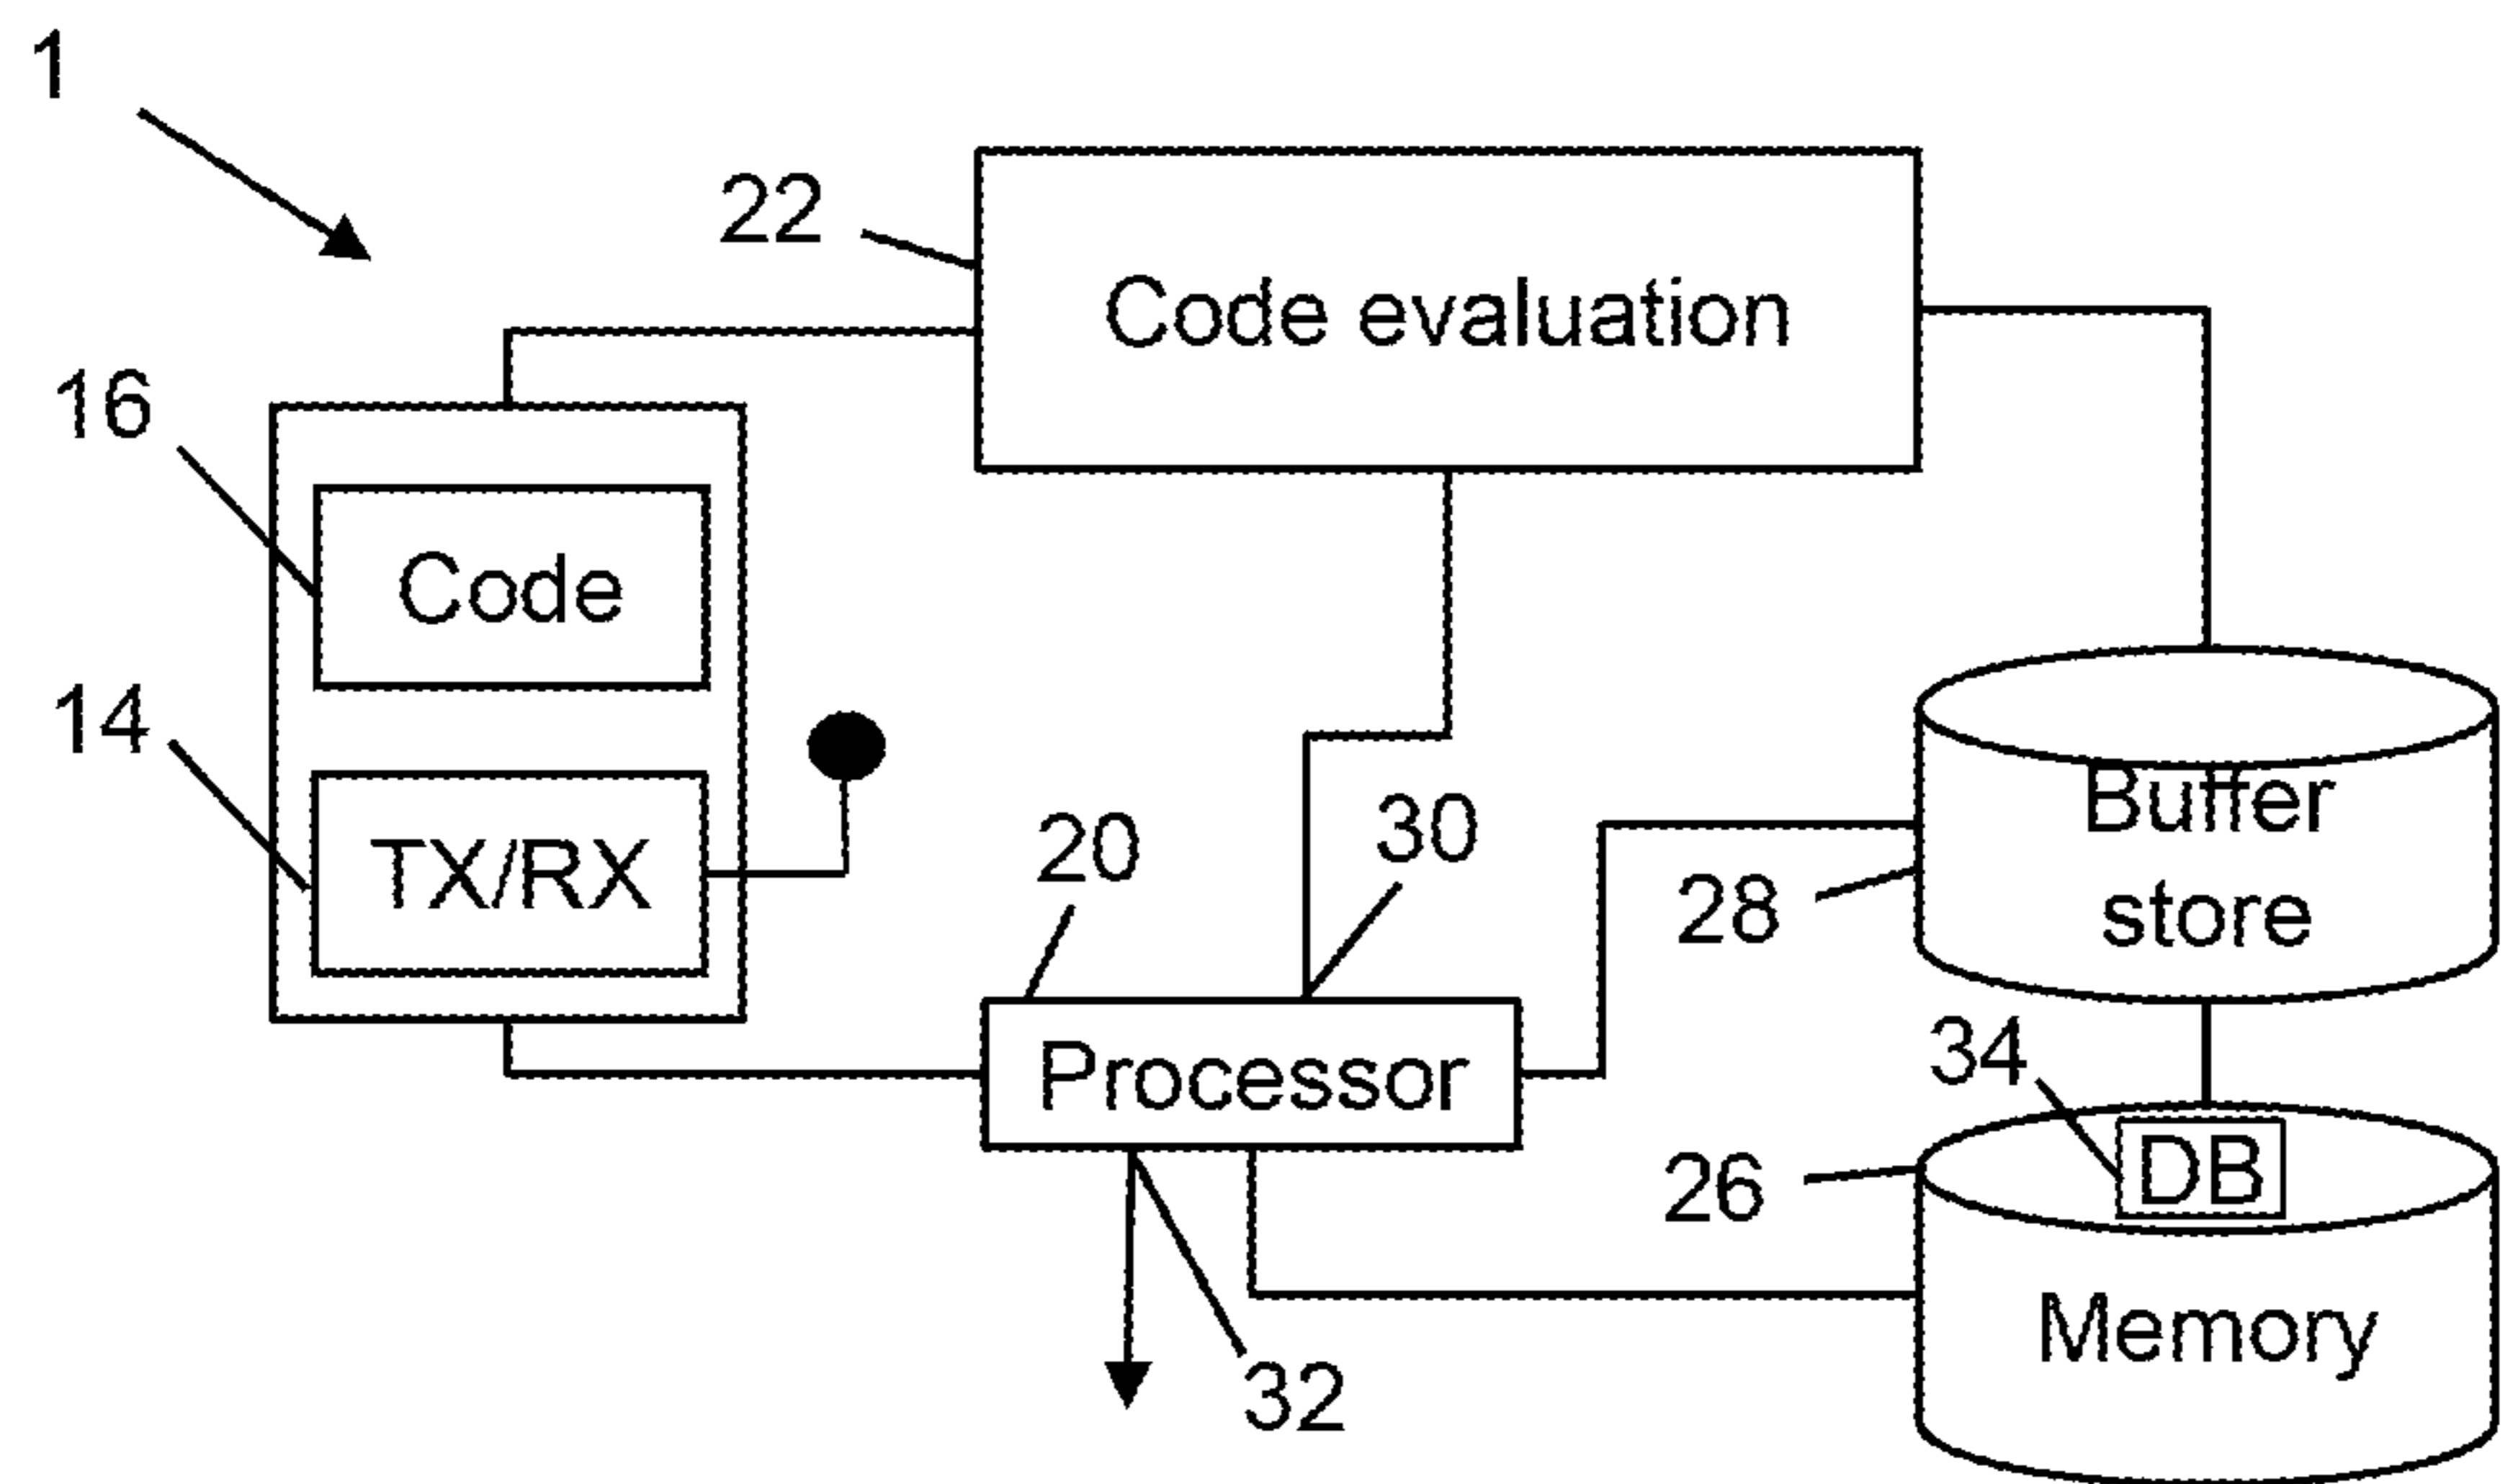 1
22
Code evaluation
16
Code
14
TX/RX
20
30
Buffer
store
28
Processor
34
DB
26
Memory
32